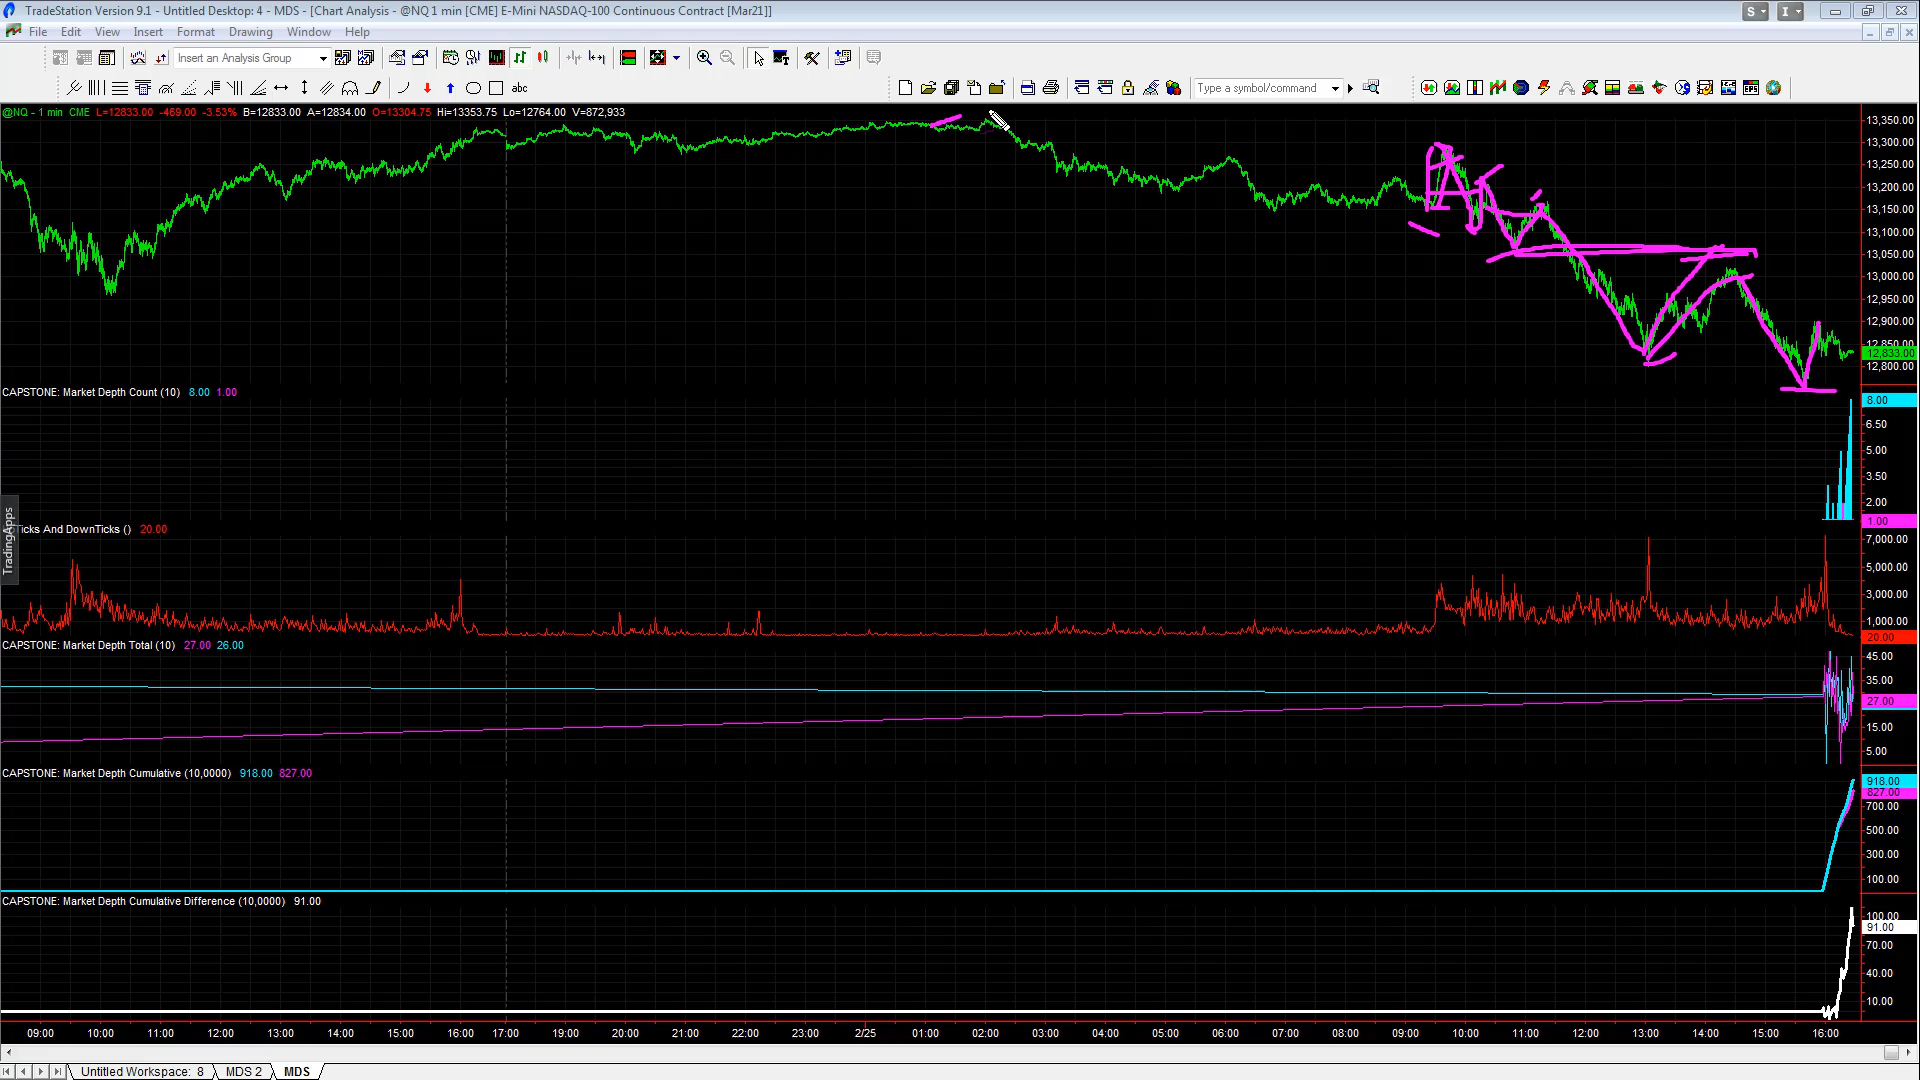 TradeStation Version 9.1 - Untitled Desktop: 4 - MDS - [Chart Analysis - @NQ 1 min [CME] E-Mini NASDAQ-100 Continuous Contract [Mar21]]
S I
File Edit View Insert Format Drawing Window Help
Insert an Analysis Group
abc Type a symbol/command
@NQ - 1 min CME L=12833.00 -469.00 -3.53% B=12833.00 A=12834.00 O=13304.75 Hi=13353.75 Lo=12764.00 V=872,933
13,350.00
13,300.00
13,250.00
13,200.00
13,150.00
13,100.00
13,050.00
13,000.00
12,950.00
12,900.00
12,850.00
12,833.00
12,800.00
CAPSTONE: Market Depth Count (10) 8.00 1.00
8.00
6.50
5.00
3.50
2.00
1.00
TradingApps
Ticks And DownTicks () 20.00
7,000.00
5,000.00
3,000.00
1,000.00
20.00
CAPSTONE: Market Depth Total (10) 27.00 26.00
45.00
35.00
27.00
15.00
5.00
CAPSTONE: Market Depth Cumulative (10,0000) 918.00 827.00
918.00
827.00
700.00
500.00
300.00
100.00
CAPSTONE: Market Depth Cumulative Difference (10,0000) 91.00
100.00
91.00
70.00
40.00
10.00
09:00 10:00 11:00 12:00 13:00 14:00 15:00 16:00 17:00 19:00 20:00 21:00 22:00 23:00 2/25 01:00 02:00 03:00 04:00 05:00 06:00 07:00 08:00 09:00 10:00 11:00 12:00 13:00 14:00 15:00 16:00
Untitled Workspace: 8 MDS 2 MDS